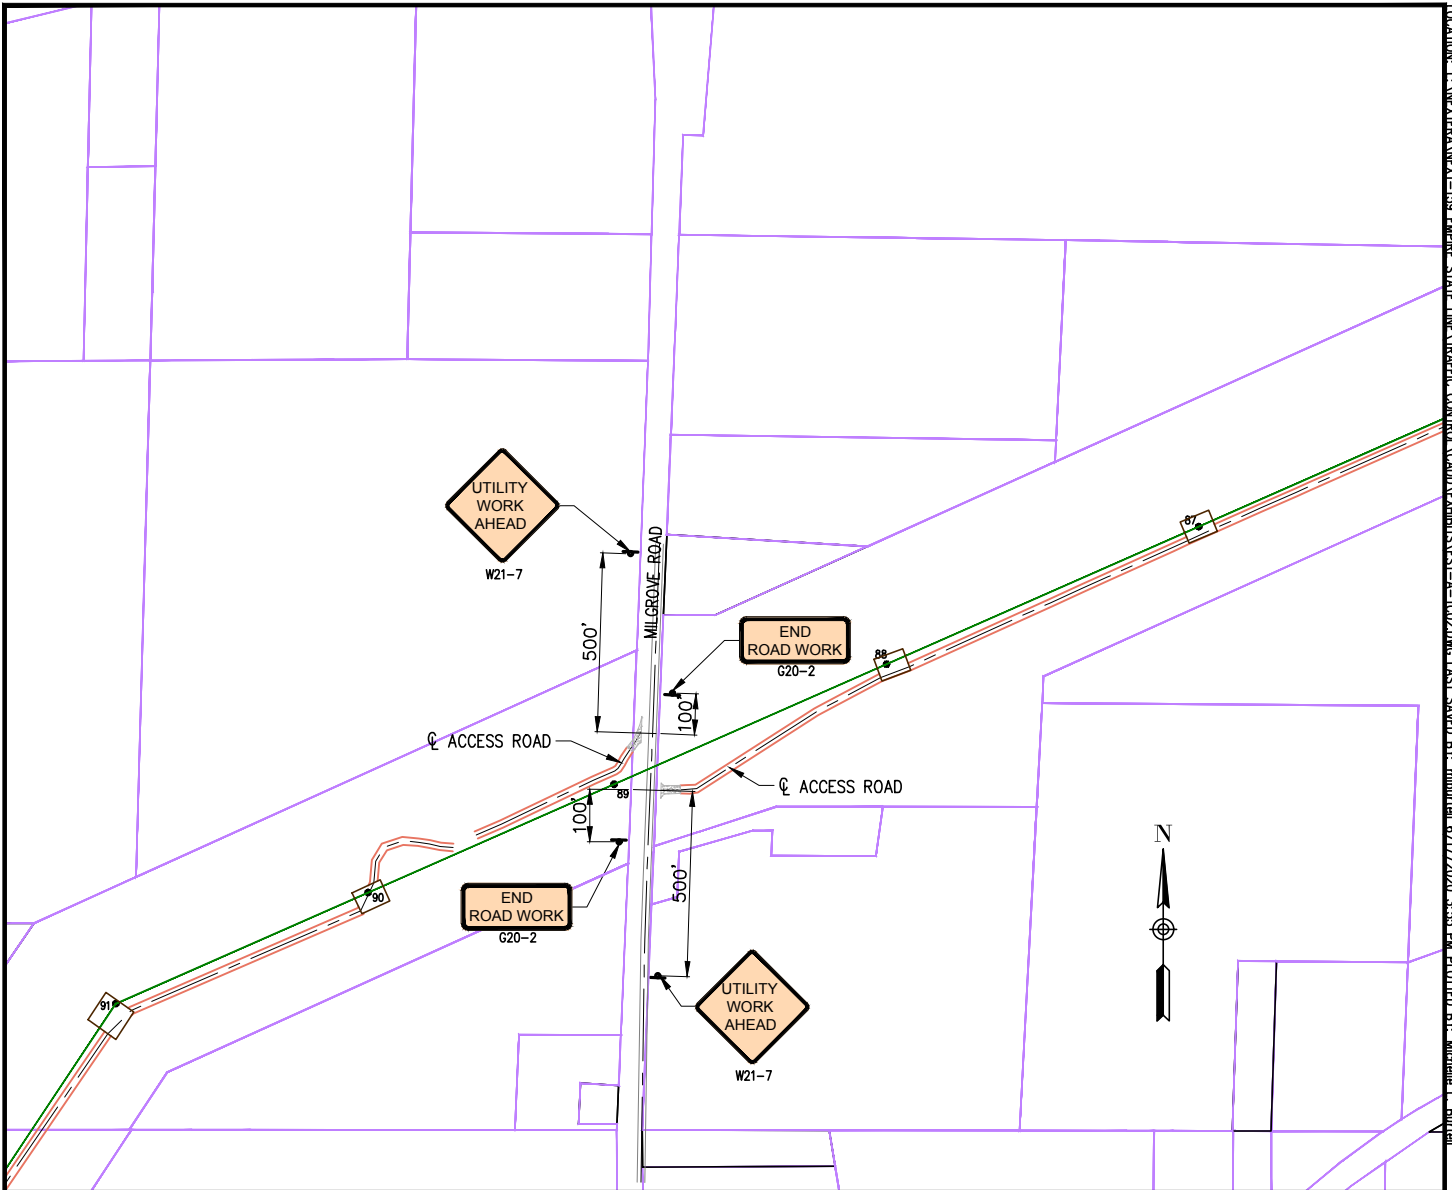 UTILITY
WORK
AHEAD
W21-7
MILGROVE ROAD
500'
END
ROAD WORK
G20-2
100'
℄ ACCESS ROAD
℄ ACCESS ROAD
87
88
89
90
91
100'
500'
END
ROAD WORK
G20-2
UTILITY
WORK
AHEAD
W21-7
N